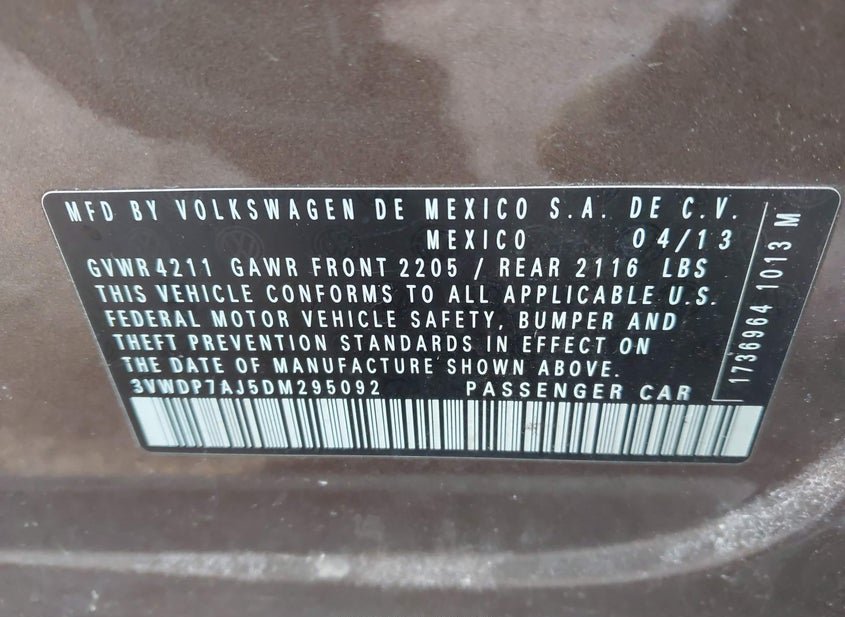 MFD BY VOLKSWAGEN DE MEXICO S.A. DE C.V.
MEXICO 04/13
GVWR 4211 GAWR FRONT 2205 / REAR 2116 LBS
THIS VEHICLE CONFORMS TO ALL APPLICABLE U.S.
FEDERAL MOTOR VEHICLE SAFETY, BUMPER AND
THEFT PREVENTION STANDARDS IN EFFECT ON
THE DATE OF MANUFACTURE SHOWN ABOVE.
3VWDP7AJ5DM295092 PASSENGER CAR
1736964 1013 M